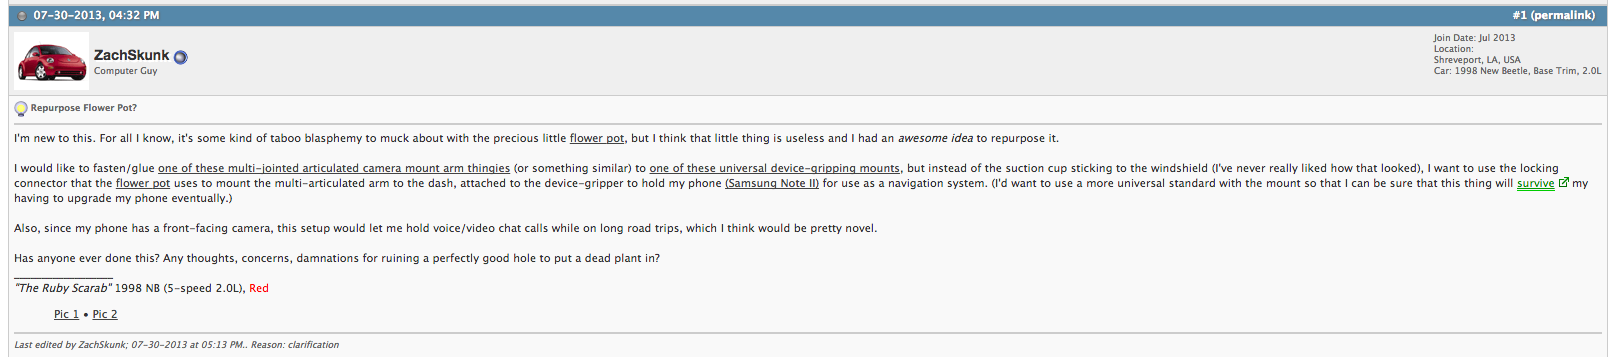 07-30-2013, 04:32 PM
#1 (permalink)
ZachSkunk
Computer Guy
Join Date: Jul 2013
Location:
Shreveport, LA, USA
Car: 1998 New Beetle, Base Trim, 2.0L
Repurpose Flower Pot?
I'm new to this. For all I know, it's some kind of taboo blasphemy to muck about with the precious little flower pot, but I think that little thing is useless and I had an awesome idea to repurpose it.
I would like to fasten/glue one of these multi-jointed articulated camera mount arm thingies (or something similar) to one of these universal device-gripping mounts, but instead of the suction cup sticking to the windshield (I've never really liked how that looked), I want to use the locking
connector that the flower pot uses to mount the multi-articulated arm to the dash, attached to the device-gripper to hold my phone (Samsung Note II) for use as a navigation system. (I'd want to use a more universal standard with the mount so that I can be sure that this thing will survive my
having to upgrade my phone eventually.)
Also, since my phone has a front-facing camera, this setup would let me hold voice/video chat calls while on long road trips, which I think would be pretty novel.
Has anyone ever done this? Any thoughts, concerns, damnations for ruining a perfectly good hole to put a dead plant in?
"The Ruby Scarab" 1998 NB (5-speed 2.0L), Red
Pic 1 • Pic 2
Last edited by ZachSkunk; 07-30-2013 at 05:13 PM.. Reason: clarification